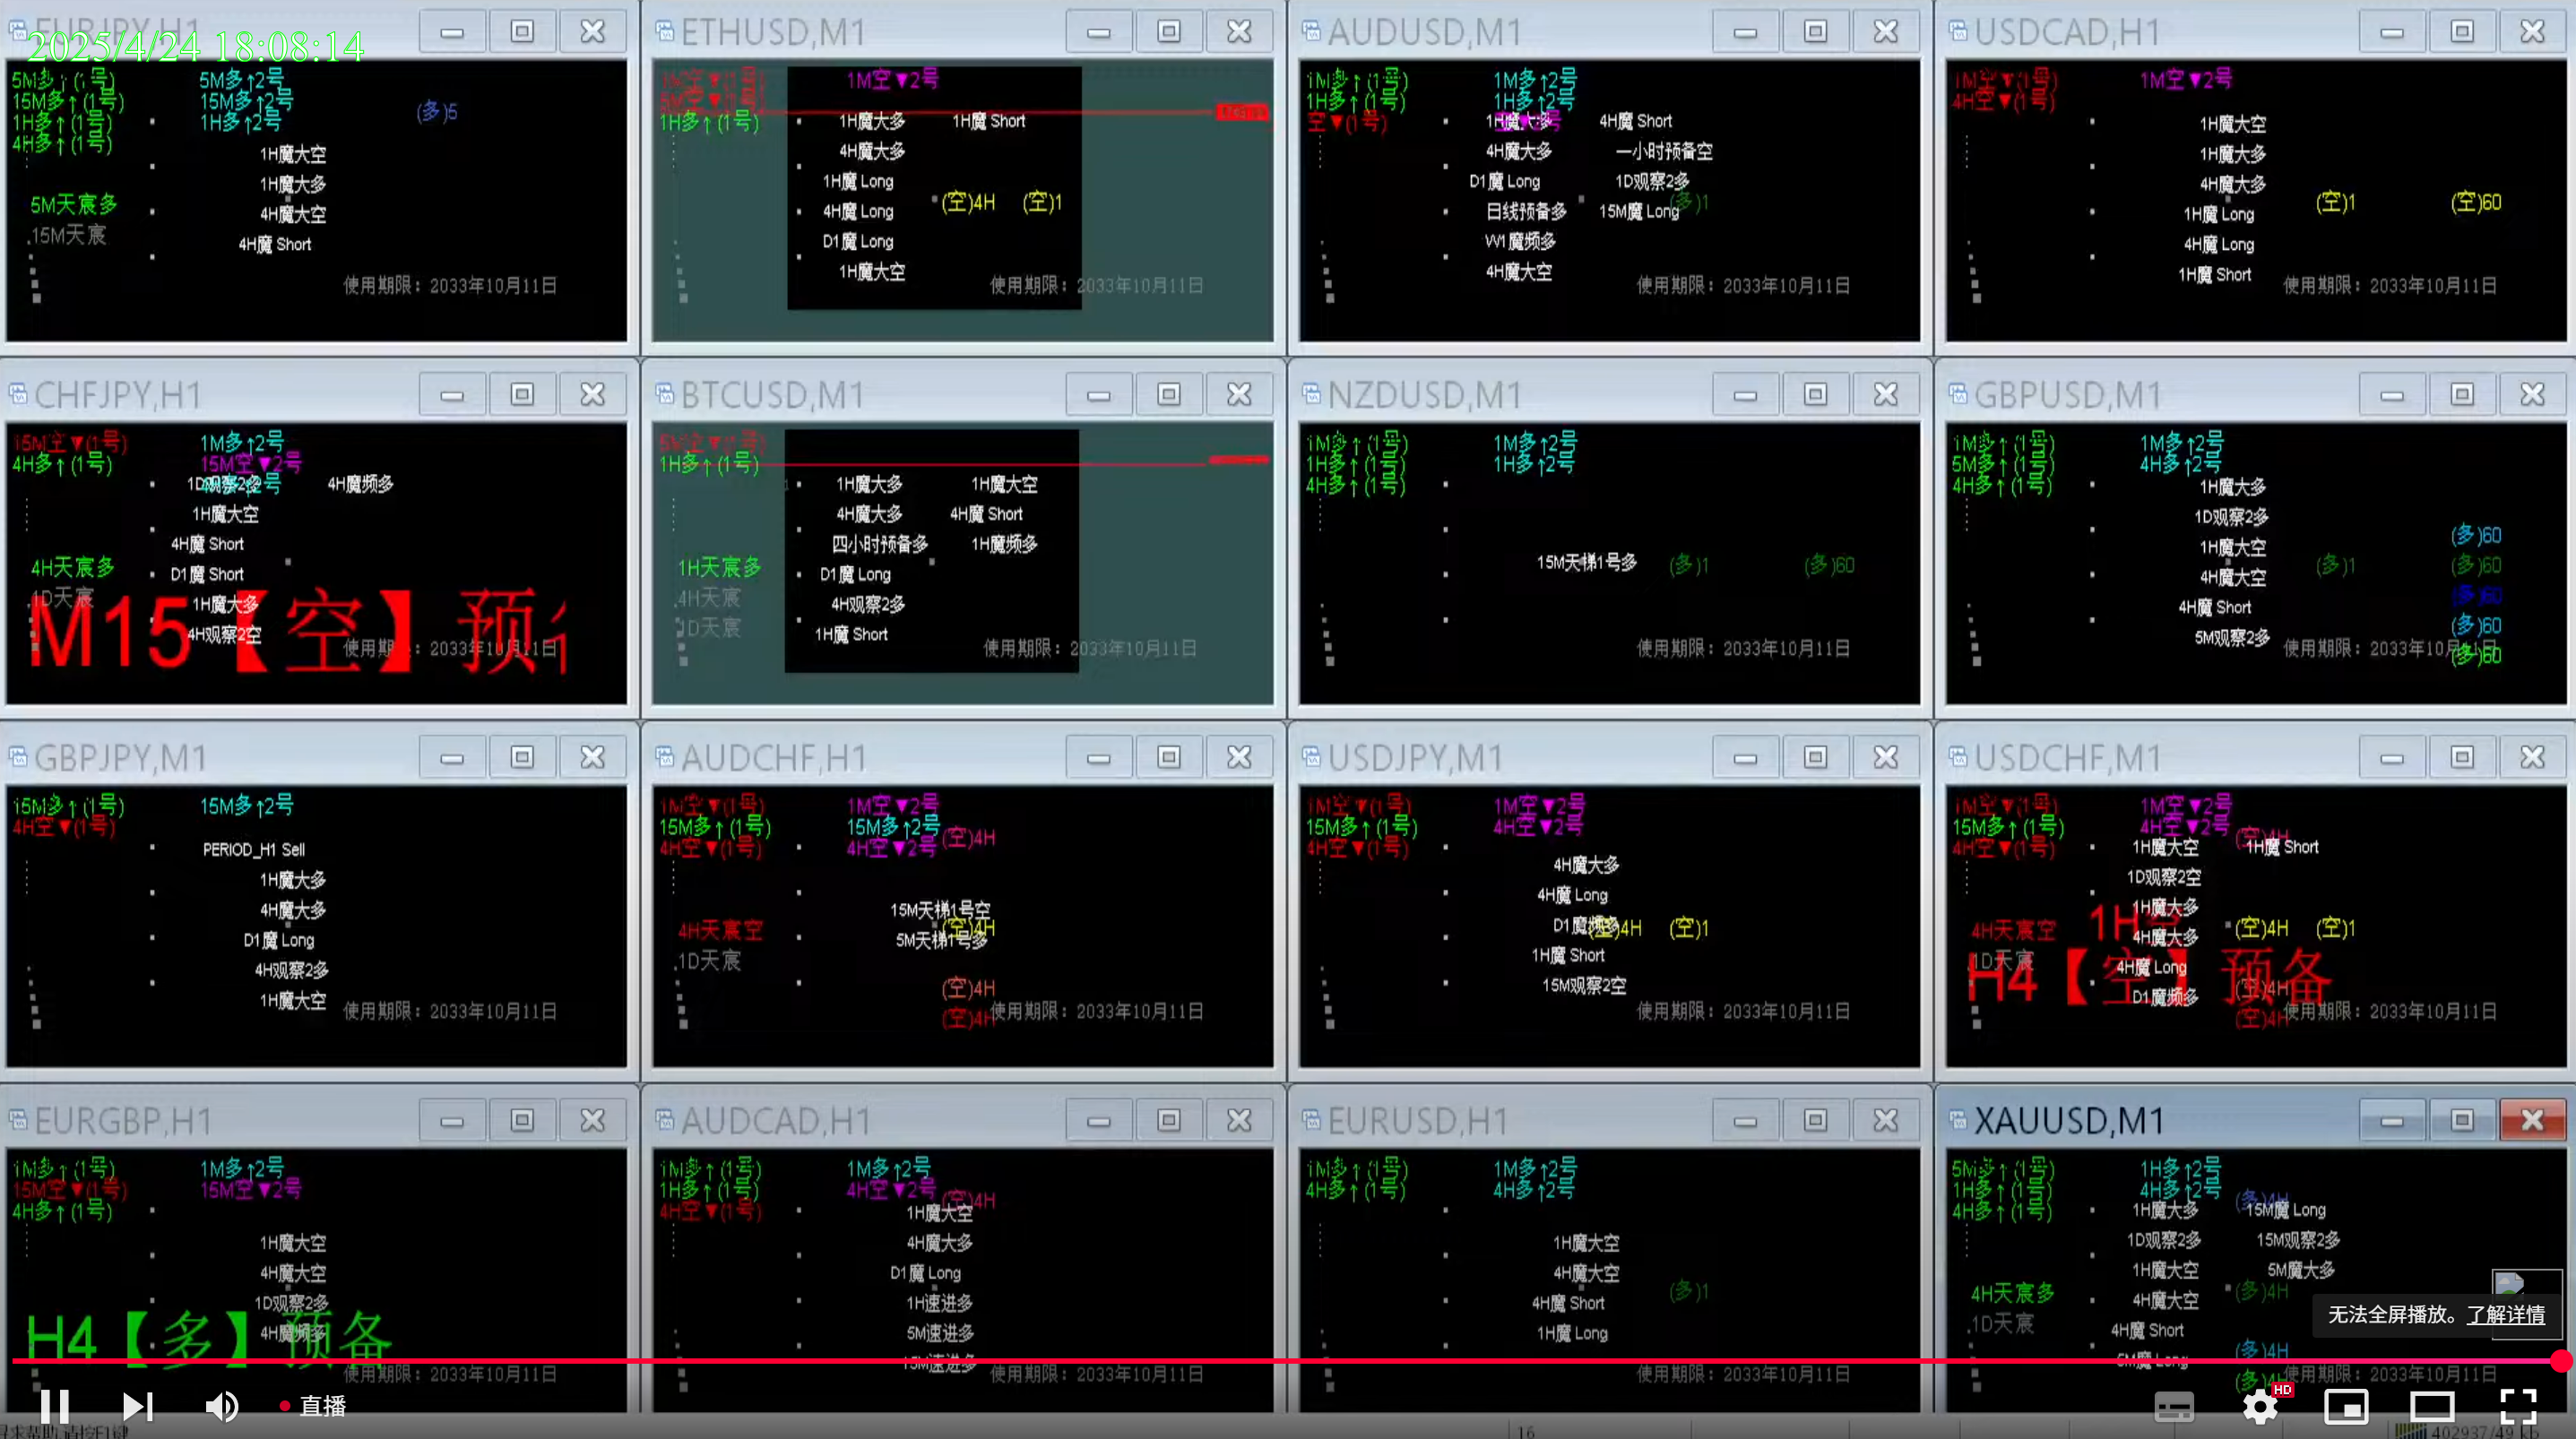 EURJPY,H1
2025/4/24 18:08:14
5M多↑(1号)
5M多↑2号
15M多↑(1号)
15M多↑2号
(多)5
1H多↑(1号)
1H多↑2号
4H多↑(1号)
1H魔大空
1H魔大多
5M天宸多
4H魔大空
.15M天宸
4H魔 Short
使用期限：2033年10月11日
ETHUSD,M1
1M空▼2号
1H多↑(1号)
1H魔大多
1H魔 Short
4H魔大多
1H魔 Long
(空)4H
(空)1
4H魔 Long
D1魔 Long
1H魔大空
使用期限：2033年10月11日
AUDUSD,M1
1M多↑(1号)
1M多↑2号
1H多↑(1号)
1H多↑2号
空▼(1号)
1H魔大多
4H魔 Short
4H魔大多
一小时预备空
D1魔 Long
1D观察2多
日线预备多
15M魔 Long
(多)1
W1魔频多
4H魔大空
使用期限：2033年10月11日
USDCAD,H1
1M空▼(1号)
1M空▼2号
4H空▼(1号)
1H魔大空
1H魔大多
4H魔大多
(空)1
(空)60
1H魔 Long
4H魔 Long
1H魔 Short
使用期限：2033年10月11日
CHFJPY,H1
15M空▼(1号)
1M多↑2号
4H多↑(1号)
15M空▼2号
1D观察2多
4H魔频多
1H魔大空
4H魔 Short
4H天宸多
D1魔 Short
.1D天宸
1H魔大多
M15【空】预
4H观察2空
使用期限：2033年10月11日
BTCUSD,M1
5M空▼(1号)
1H多↑(1号)
1H魔大多
1H魔大空
4H魔大多
4H魔 Short
四小时预备多
1H魔频多
1H天宸多
D1魔 Long
.4H天宸
4H观察2多
1D天宸
1H魔 Short
使用期限：2033年10月11日
NZDUSD,M1
1M多↑(1号)
1M多↑2号
1H多↑(1号)
1H多↑2号
4H多↑(1号)
15M天梯1号多
(多)1
(多)60
使用期限：2033年10月11日
GBPUSD,M1
1M多↑(1号)
1M多↑2号
5M多↑(1号)
4H多↑2号
4H多↑(1号)
1H魔大多
1D观察2多
(多)60
1H魔大空
(多)1
(多)60
4H魔大空
(多)60
4H魔 Short
(多)60
5M观察2多
(多)60
使用期限：2033年10月11日
GBPJPY,M1
15M多↑(1号)
15M多↑2号
4H空▼(1号)
PERIOD_H1 Sell
1H魔大多
4H魔大多
D1魔 Long
4H观察2多
1H魔大空
使用期限：2033年10月11日
AUDCHF,H1
1M空▼(1号)
1M空▼2号
15M多↑(1号)
15M多↑2号
(空)4H
4H空▼(1号)
4H空▼2号
15M天梯1号空
4H天宸空
(空)4H
5M天梯1号多
.1D天宸
(空)4H
(空)4H
使用期限：2033年10月11日
USDJPY,M1
1M空▼(1号)
1M空▼2号
15M多↑(1号)
4H空▼2号
4H空▼(1号)
4H魔大多
4H魔 Long
D1魔频多
(空)4H
(空)1
1H魔 Short
15M观察2空
使用期限：2033年10月11日
USDCHF,M1
1M空▼(1号)
1M空▼2号
15M多↑(1号)
4H空▼2号
(空)4H
4H空▼(1号)
1H魔大空
1H魔 Short
1D观察2空
1H魔大多
4H天宸空
1H空
4H魔大多
(空)4H
(空)1
.1D天宸
4H魔 Long
H4【空】预备
D1魔频多
(空)4H
(空)4H
使用期限：2033年10月11日
EURGBP,H1
1M多↑(1号)
1M多↑2号
15M空▼(1号)
15M空▼2号
4H多↑(1号)
1H魔大空
4H魔大空
1D观察2多
4H魔频多
H4【多】预备
使用期限：2033年10月11日
AUDCAD,H1
1M多↑(1号)
1M多↑2号
1H多↑(1号)
4H空▼2号
(空)4H
4H空▼(1号)
1H魔大空
4H魔大多
D1魔 Long
1H速进多
5M速进多
15M速进多
使用期限：2033年10月11日
EURUSD,H1
1M多↑(1号)
1M多↑2号
4H多↑(1号)
4H多↑2号
1H魔大空
4H魔大空
4H魔 Short
(多)1
1H魔 Long
使用期限：2033年10月11日
XAUUSD,M1
5M多↑(1号)
1H多↑2号
1H多↑(1号)
4H多↑2号
(多)4H
4H多↑(1号)
1H魔大多
15M魔 Long
1D观察2多
15M观察2多
1H魔大空
5M魔大多
4H天宸多
4H魔大空
(多)4H
.1D天宸
4H魔 Short
无法全屏播放。了解详情
5M魔 Long
(多)4H
(多)4H
使用期限：2033年10月11日
直播
HD
16
402937/49 kb